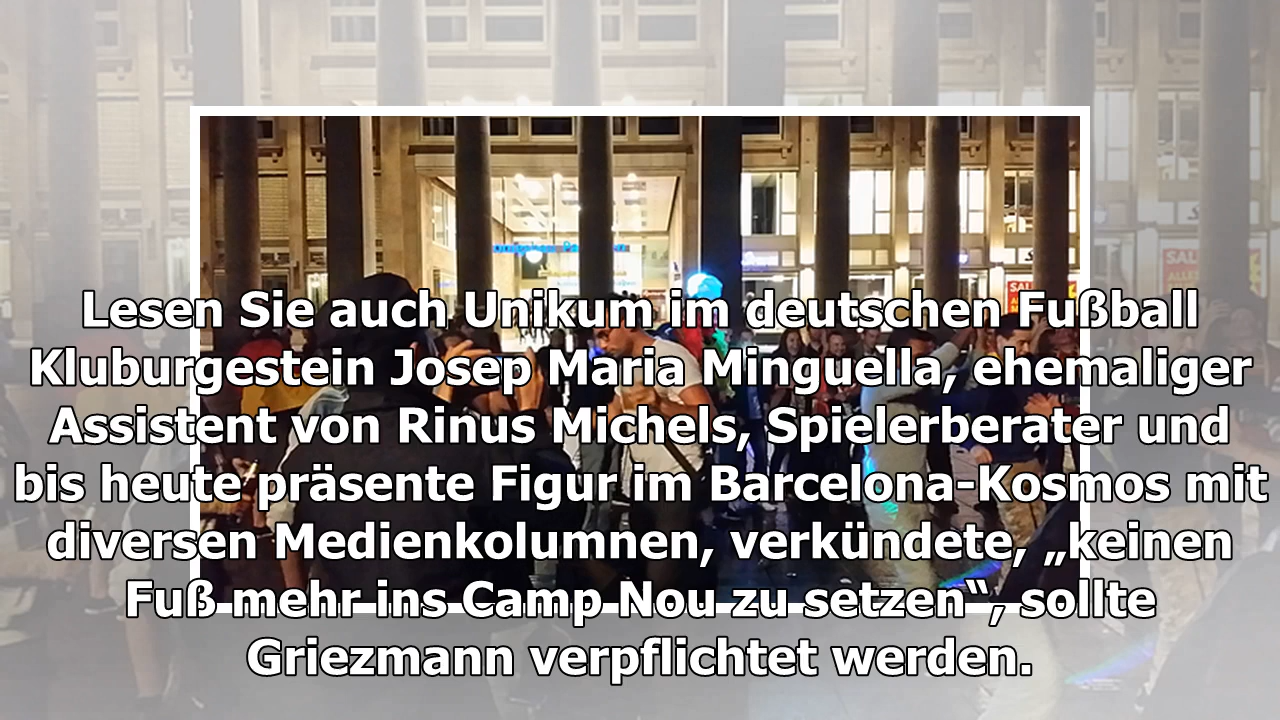 Lesen Sie auch Unikum im deutschen Fußball
Kluburgestein Josep Maria Minguella, ehemaliger
Assistent von Rinus Michels, Spielerberater und
bis heute präsente Figur im Barcelona-Kosmos mit
diversen Medienkolumnen, verkündete, „keinen
Fuß mehr ins Camp Nou zu setzen“, sollte
Griezmann verpflichtet werden.